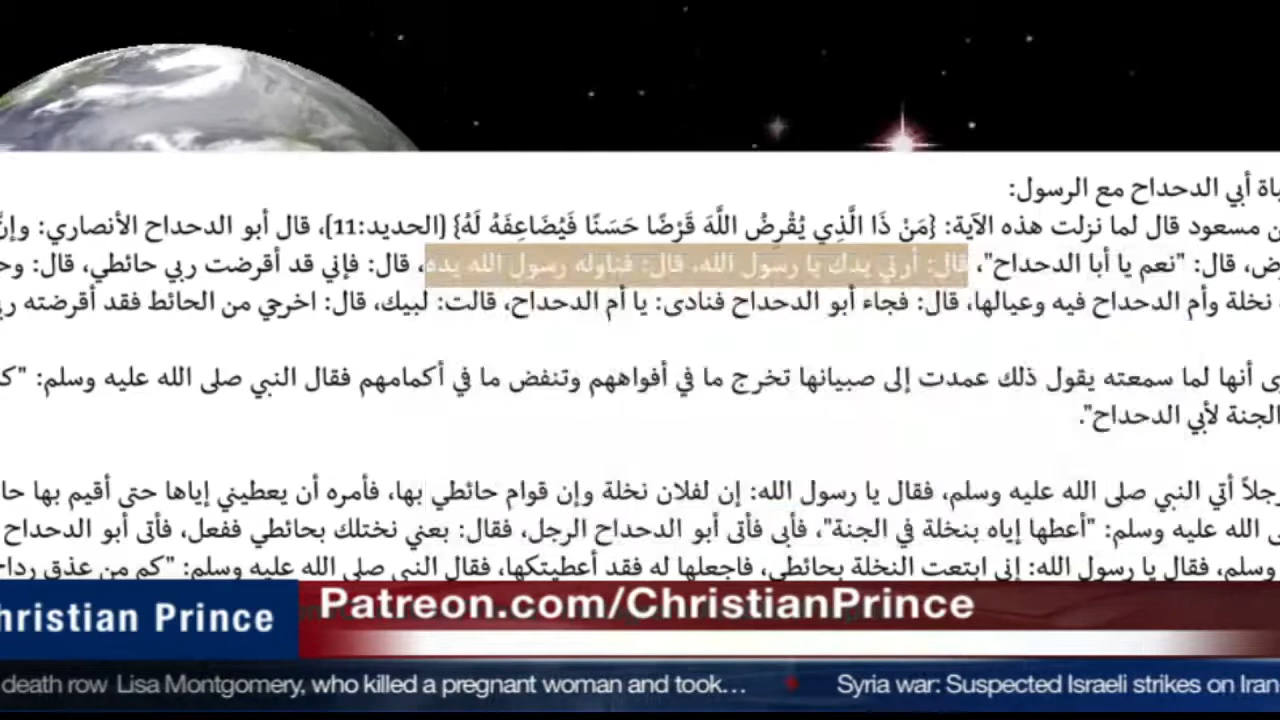 ياة أبي الدحداح مع الرسول:
ن مسعود قال لما نزلت هذه الآية: {مَنْ ذَا الَّذِي يُقْرِضُ اللَّهَ قَرْضًا حَسَنًا فَيُضَاعِفَهُ لَهُ} (الحديد:11)، قال أبو الدحداح الأنصاري: وإنّ
ض، قال: "نعم يا أبا الدحداح"، قال: أرني يدك يا رسول الله، قال: فناوله رسول الله يده، قال: فإني قد أقرضت ربي حائطي، قال: وح
نخلة وأم الدحداح فيه وعيالها، قال: فجاء أبو الدحداح فنادى: يا أم الدحداح، قالت: لبيك، قال: اخرجي من الحائط فقد أقرضته رب
ى أنها لما سمعته يقول ذلك عمدت إلى صبيانها تخرج ما في أفواههم وتنفض ما في أكمامهم فقال النبي صلى الله عليه وسلم: "ك
الجنة لأبي الدحداح".
جلاً أتي النبي صلى الله عليه وسلم، فقال يا رسول الله: إن لفلان نخلة وإن قوام حائطي بها، فأمره أن يعطيني إياها حتى أقيم بها حا
ى الله عليه وسلم: "أعطها إياه بنخلة في الجنة"، فأبى فأتى أبو الدحداح الرجل، فقال: بعني نختلك بحائطي ففعل، فأتى أبو الدحداح
وسلم، فقال يا رسول الله: إني ابتعت النخلة بحائطي، فاجعلها له فقد أعطيتكها، فقال النبي صلى الله عليه وسلم: "كم من عذق رداح
hristian Prince
Patreon.com/ChristianPrince
death row Lisa Montgomery, who killed a pregnant woman and took… Syria war: Suspected Israeli strikes on Iran